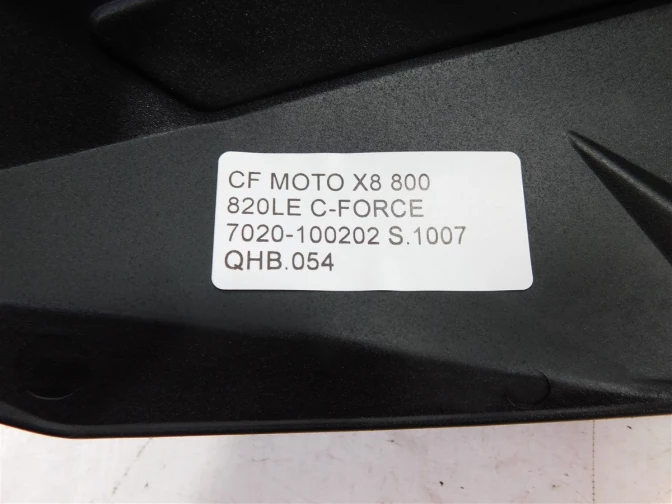 CF MOTO X8 800
820LE C-FORCE
7020-100202 S.1007
QHB.054